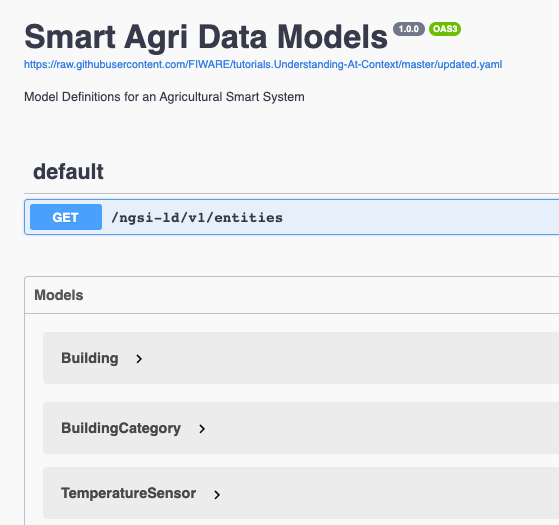 Smart Agri Data Models 1.0.0 OAS3
https://raw.githubusercontent.com/FIWARE/tutorials.Understanding-At-Context/master/updated.yaml
Model Definitions for an Agricultural Smart System
default
GET /ngsi-ld/v1/entities
Models
Building
BuildingCategory
TemperatureSensor